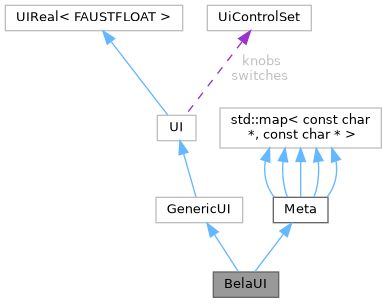 UIReal< FAUSTFLOAT >
UiControlSet
knobs
switches
std::map< const char
*, const char * >
UI
GenericUI
Meta
BelaUI